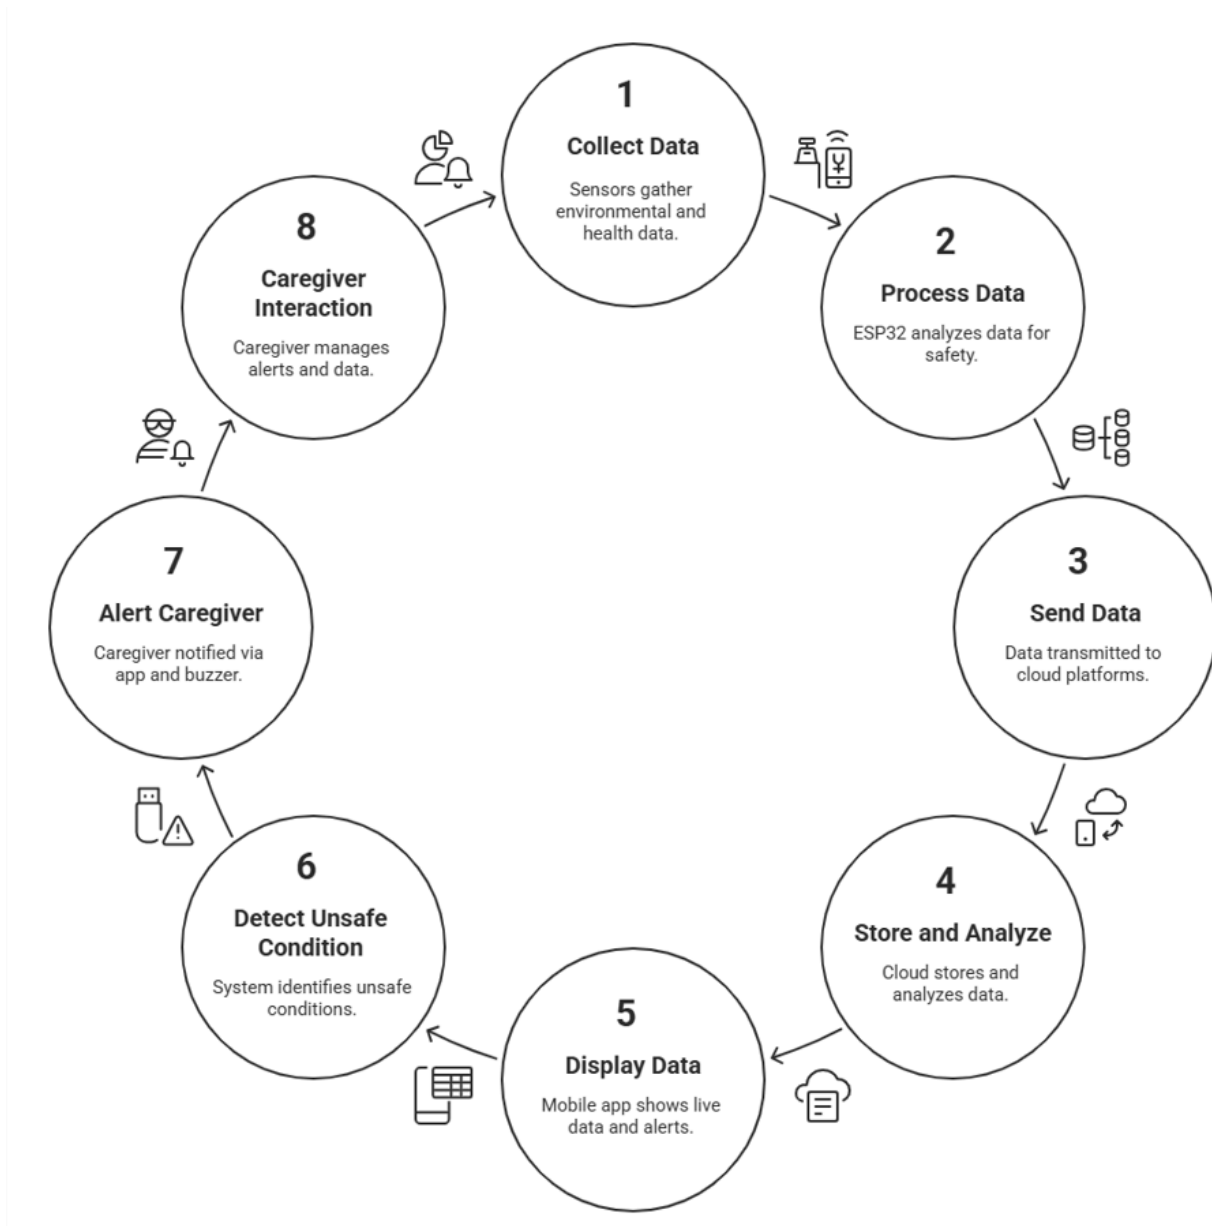 1
Collect Data
Sensors gather
environmental and
health data.
2
Process Data
ESP32 analyzes data for
safety.
3
Send Data
Data transmitted to
cloud platforms.
4
Store and Analyze
Cloud stores and
analyzes data.
5
Display Data
Mobile app shows live
data and alerts.
6
Detect Unsafe
Condition
System identifies unsafe
conditions.
7
Alert Caregiver
Caregiver notified via
app and buzzer.
8
Caregiver
Interaction
Caregiver manages
alerts and data.